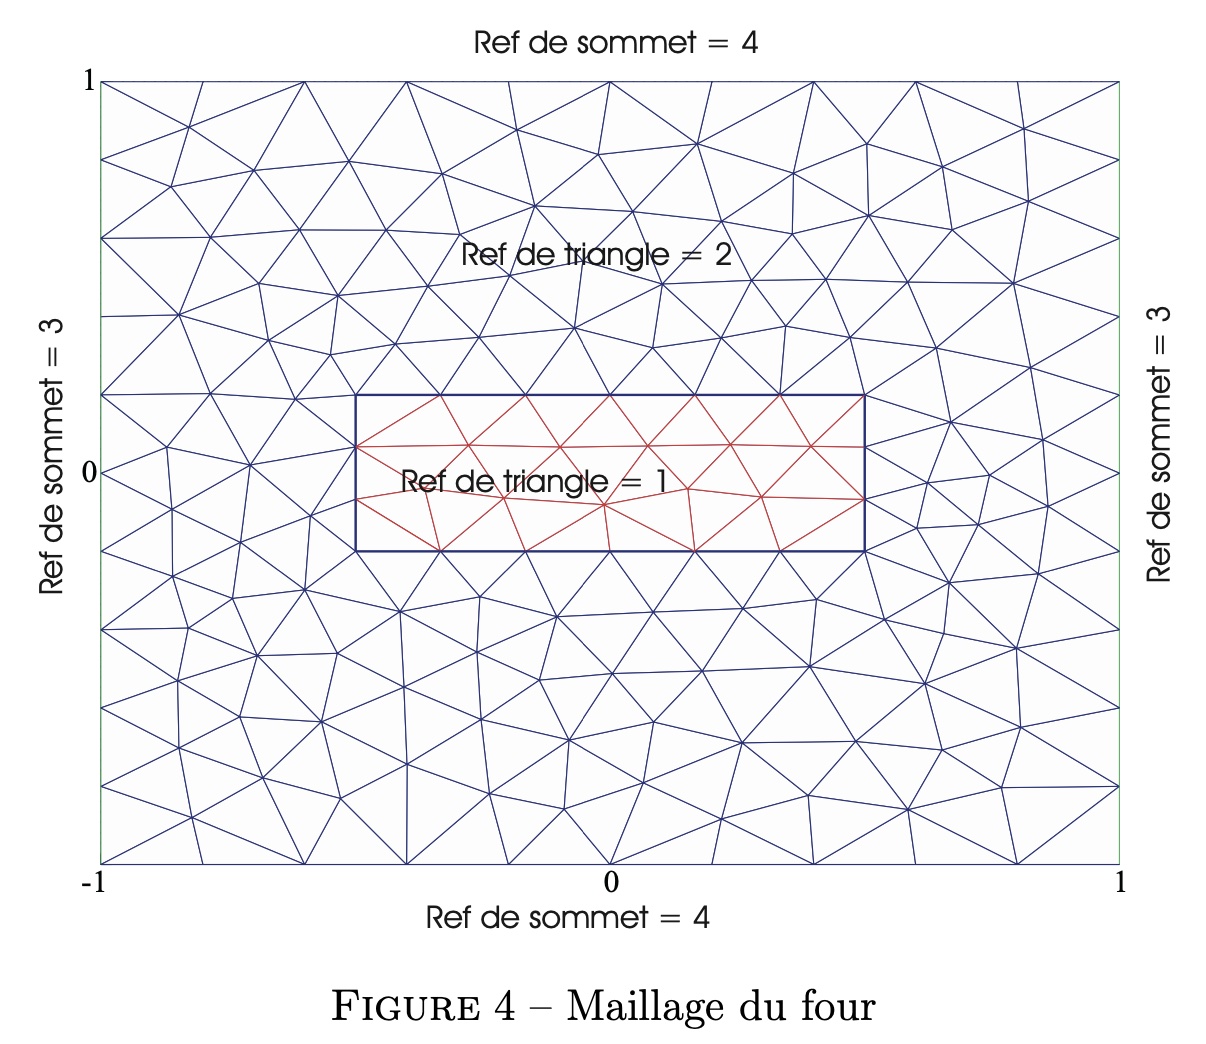 Ref de sommet = 4
1
Ref de triangle = 2
Ref de sommet = 3
Ref de sommet = 3
0
Ref de triangle = 1
-1
0
1
Ref de sommet = 4
FIGURE 4 – Maillage du four